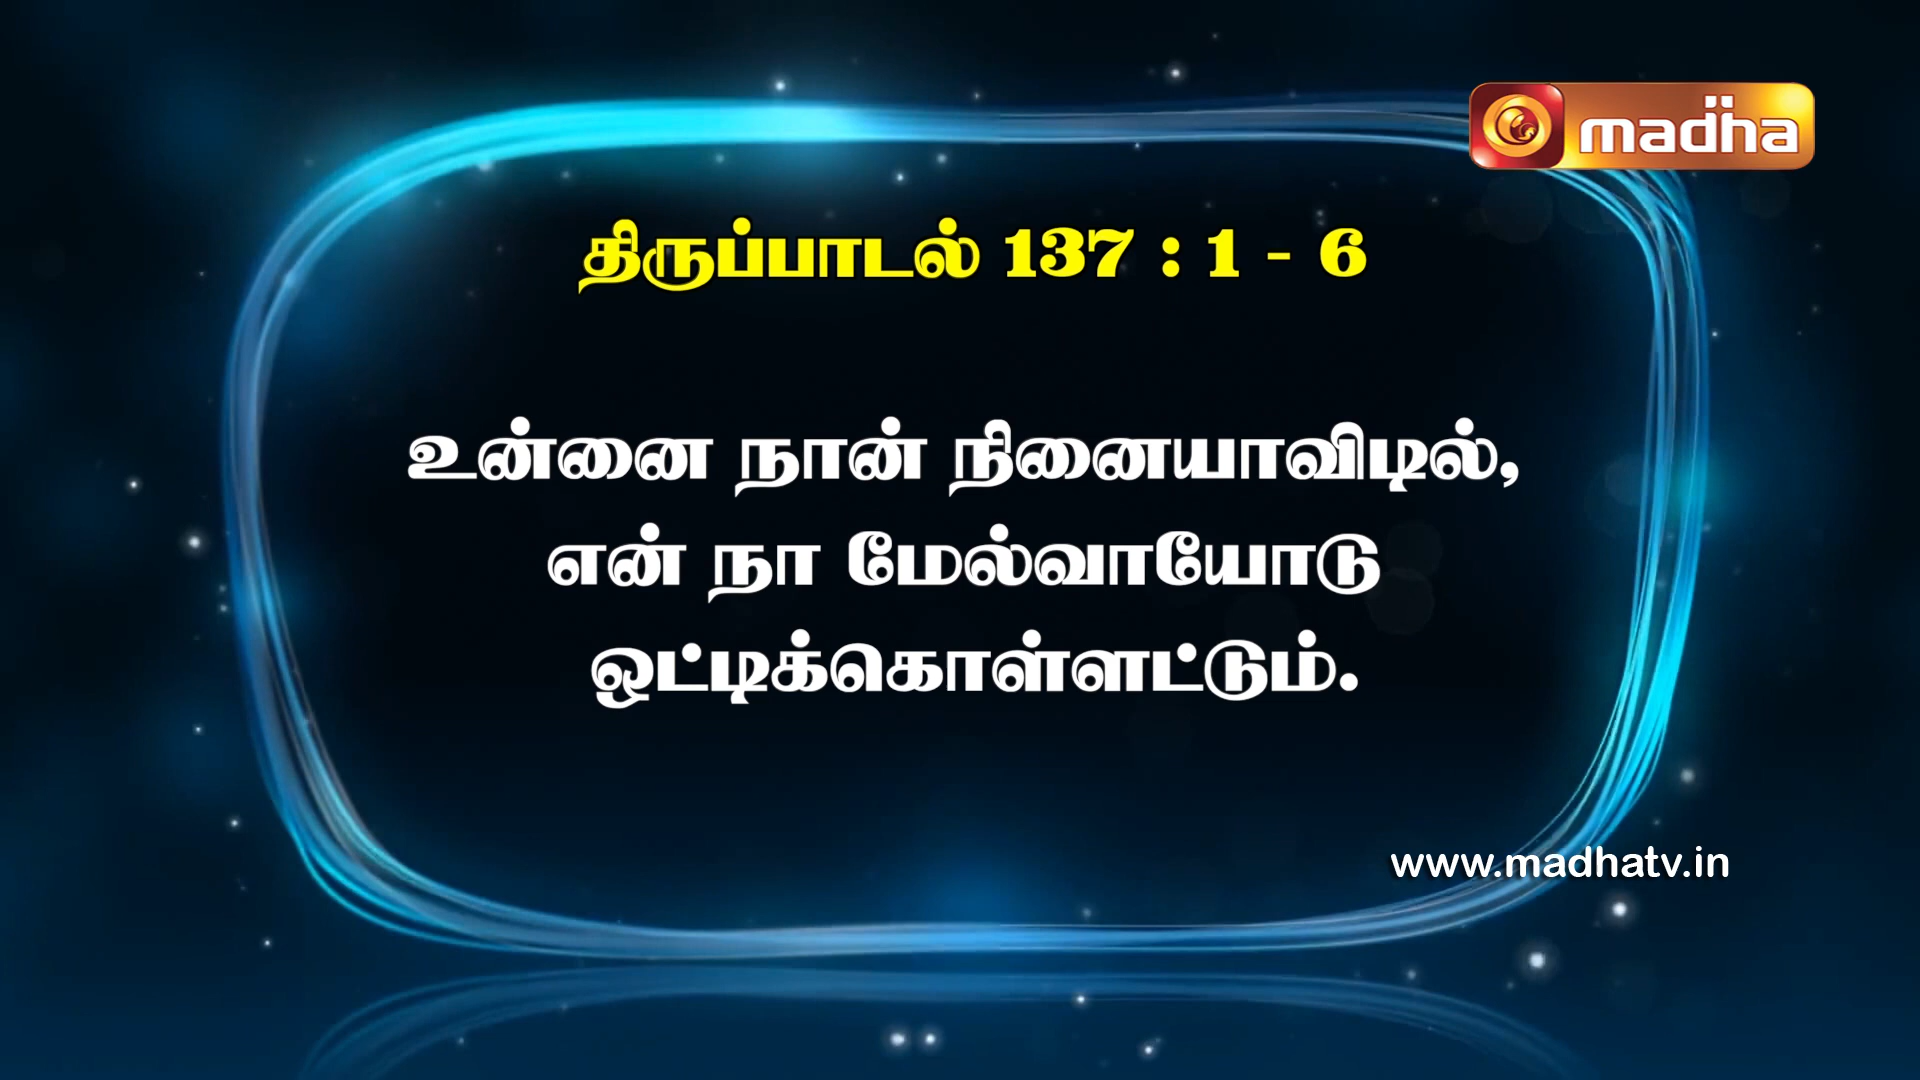 madha
திருப்பாடல் 137 : 1 - 6
உன்னை நான் நினையாவிடில்,
என் நா மேல்வாயோடு
ஒட்டிக்கொள்ளட்டும்.
www.madhatv.in